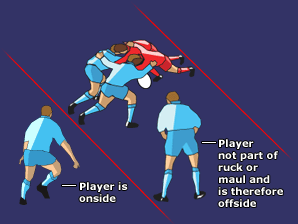 Player is
onside
Player
not part of
ruck or
maul and
is therefore
offside